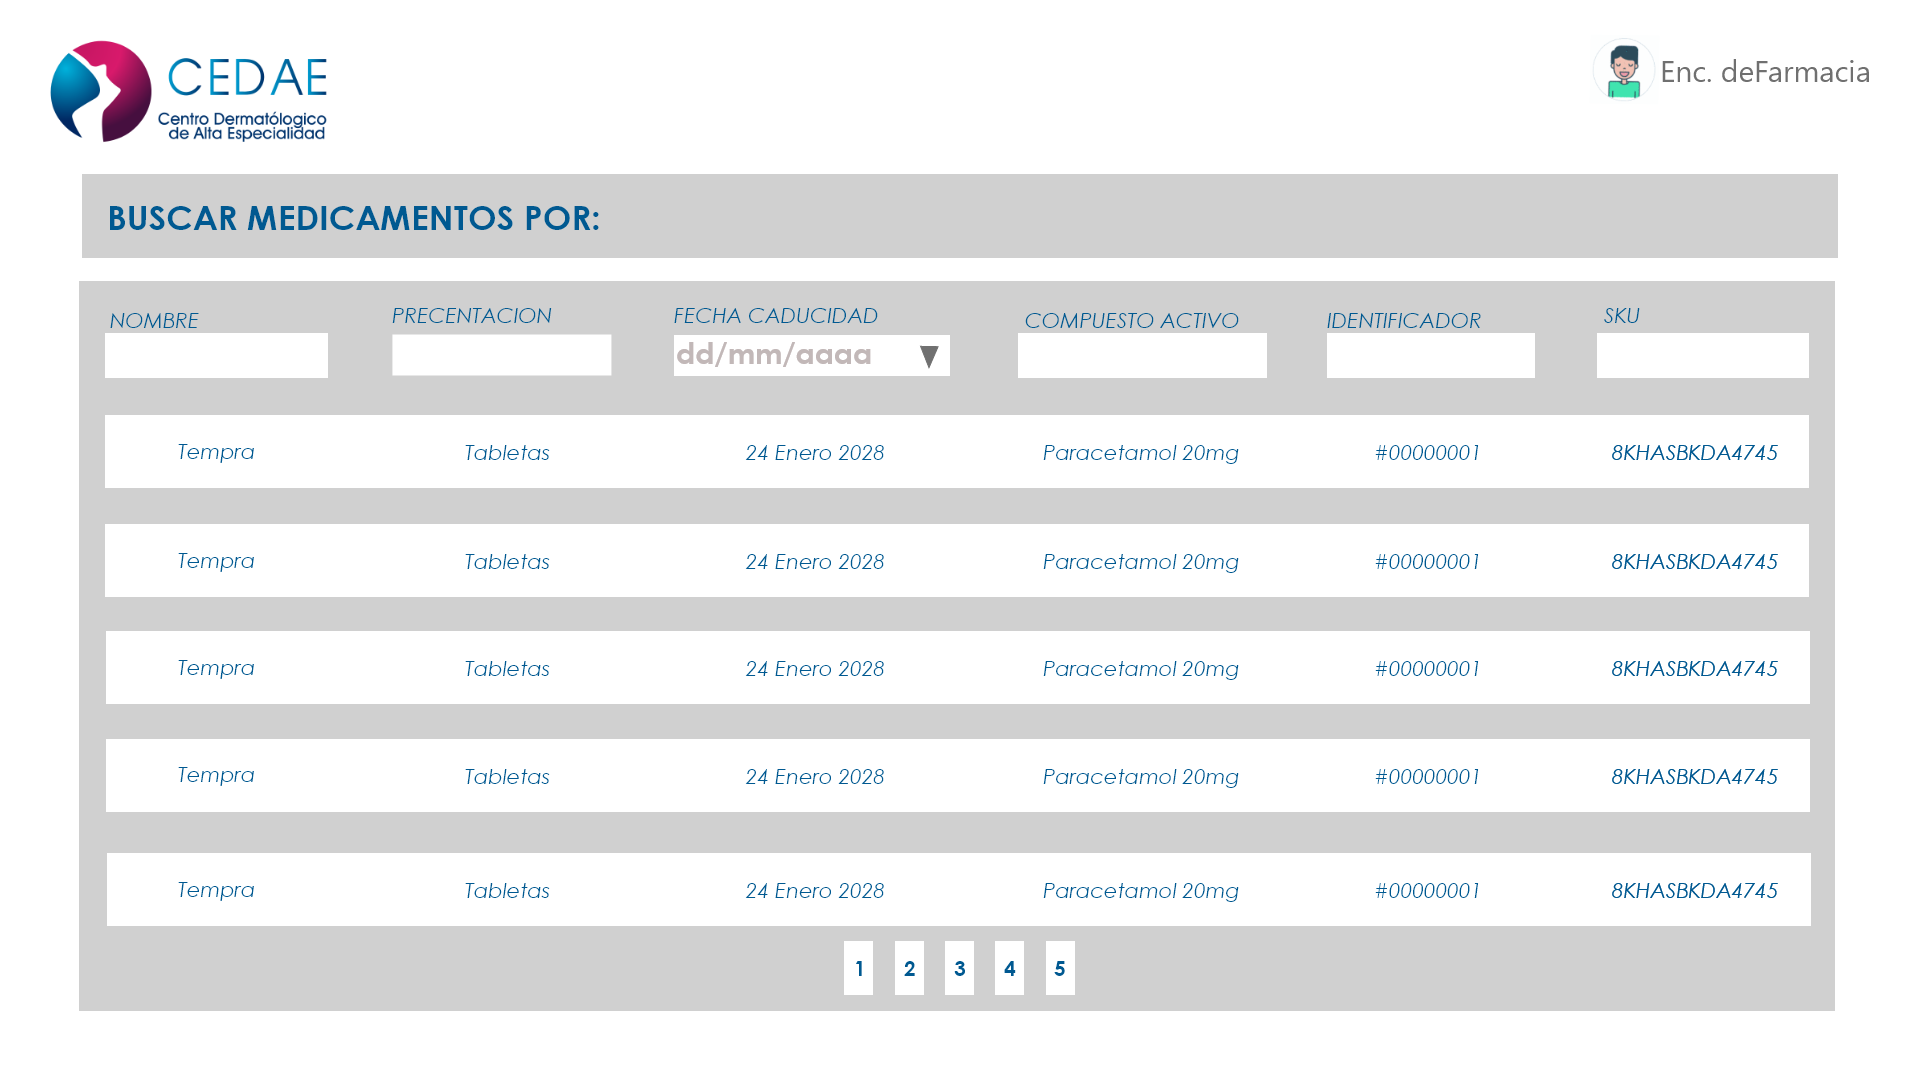 CEDAE
Centro Dermatólogico
de Alta Especialidad
Enc. deFarmacia
BUSCAR MEDICAMENTOS POR:
NOMBRE PRECENTACION FECHA CADUCIDAD COMPUESTO ACTIVO IDENTIFICADOR SKU
dd/mm/aaaa
Tempra Tabletas 24 Enero 2028 Paracetamol 20mg #00000001 8KHASBKDA4745
Tempra Tabletas 24 Enero 2028 Paracetamol 20mg #00000001 8KHASBKDA4745
Tempra Tabletas 24 Enero 2028 Paracetamol 20mg #00000001 8KHASBKDA4745
Tempra Tabletas 24 Enero 2028 Paracetamol 20mg #00000001 8KHASBKDA4745
Tempra Tabletas 24 Enero 2028 Paracetamol 20mg #00000001 8KHASBKDA4745
1 2 3 4 5